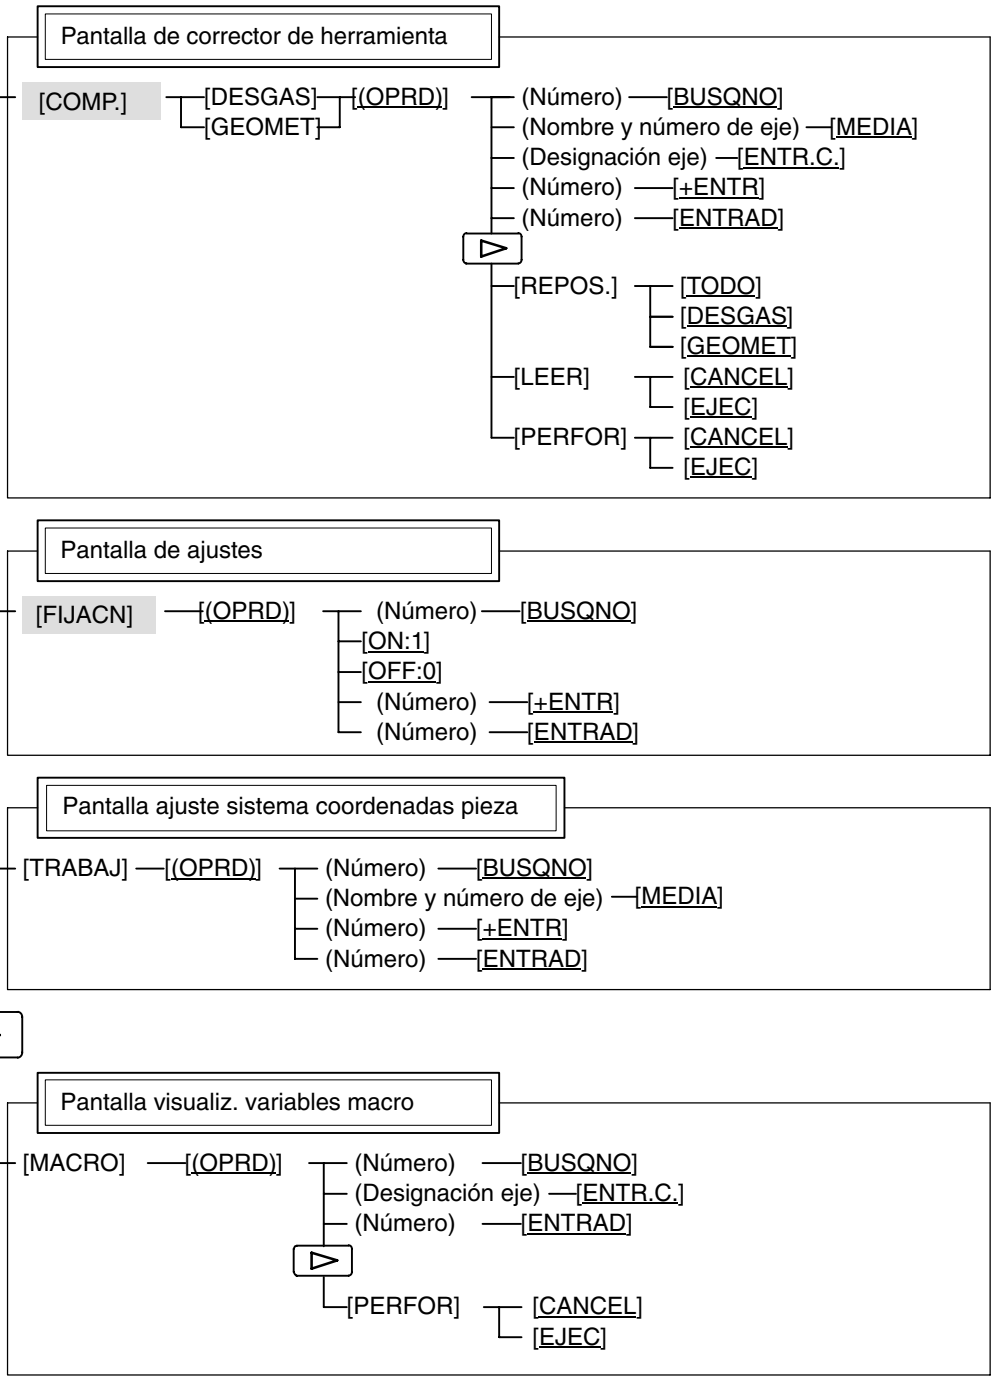 Pantalla de corrector de herramienta
[COMP.] [DESGAS] [(OPRD)] (Número) [BUSQNO]
[GEOMET] (Nombre y número de eje) [MEDIA]
(Designación eje) [ENTR.C.]
(Número) [+ENTR]
(Número) [ENTRAD]
[REPOS.] [TODO]
[DESGAS]
[GEOMET]
[LEER] [CANCEL]
[EJEC]
[PERFOR] [CANCEL]
[EJEC]
Pantalla de ajustes
[FIJACN] [(OPRD)] (Número) [BUSQNO]
[ON:1]
[OFF:0]
(Número) [+ENTR]
(Número) [ENTRAD]
Pantalla ajuste sistema coordenadas pieza
[TRABAJ] [(OPRD)] (Número) [BUSQNO]
(Nombre y número de eje) [MEDIA]
(Número) [+ENTR]
(Número) [ENTRAD]
Pantalla visualiz. variables macro
[MACRO] [(OPRD)] (Número) [BUSQNO]
(Designación eje) [ENTR.C.]
(Número) [ENTRAD]
[PERFOR] [CANCEL]
[EJEC]